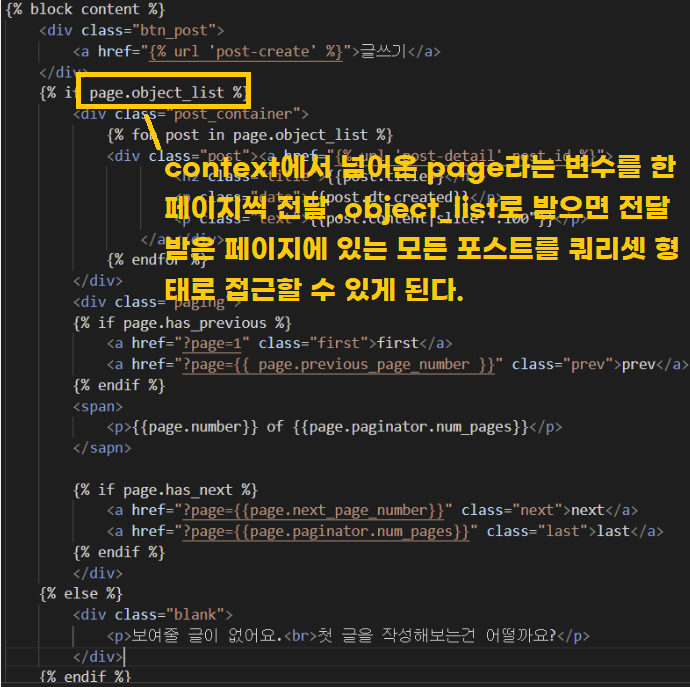 {% block content %}
<div class="btn_post">
<a href="{% url 'post-create' %}">글쓰기</a>
</div>
{% if page.object_list %}
<div class="post_container">
{% for post in page.object_list %}
<div class="post"><a href="{% url 'post-detail' post.id %}">
context에서 넘어온 page라는 변수를 한
페이지씩 전달. object_list로 받으면 전달
받은 페이지에 있는 모든 포스트를 쿼리셋 형
태로 접근할 수 있게 된다.
{{post.title}}
{{post.dt_created}}
{{post.content|slice:":100"}}</p>
</a></div>
{% endfor %}
</div>
<div class="paging">
{% if page.has_previous %}
<a href="?page=1" class="first">first</a>
<a href="?page={{ page.previous_page_number }}" class="prev">prev</a>
{% endif %}
<span>
<p>{{page.number}} of {{page.paginator.num_pages}}</p>
</sapn>
{% if page.has_next %}
<a href="?page={{page.next_page_number}}" class="next">next</a>
<a href="?page={{page.paginator.num_pages}}" class="last">last</a>
{% endif %}
</div>
{% else %}
<div class="blank">
<p>보여줄 글이 없어요.<br>첫 글을 작성해보는건 어떨까요?</p>
</div>
{% endif %}